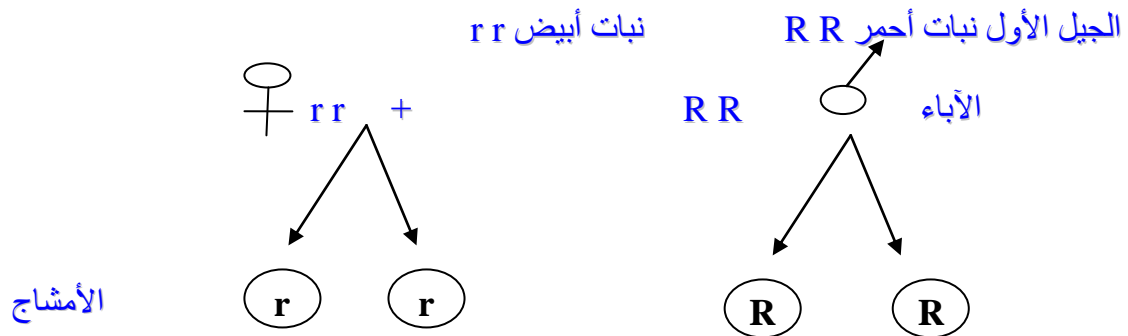 الجيل الأول نبات أحمر R R نبات أبيض r r
الآباء R R + r r
R R r r الأمشاج